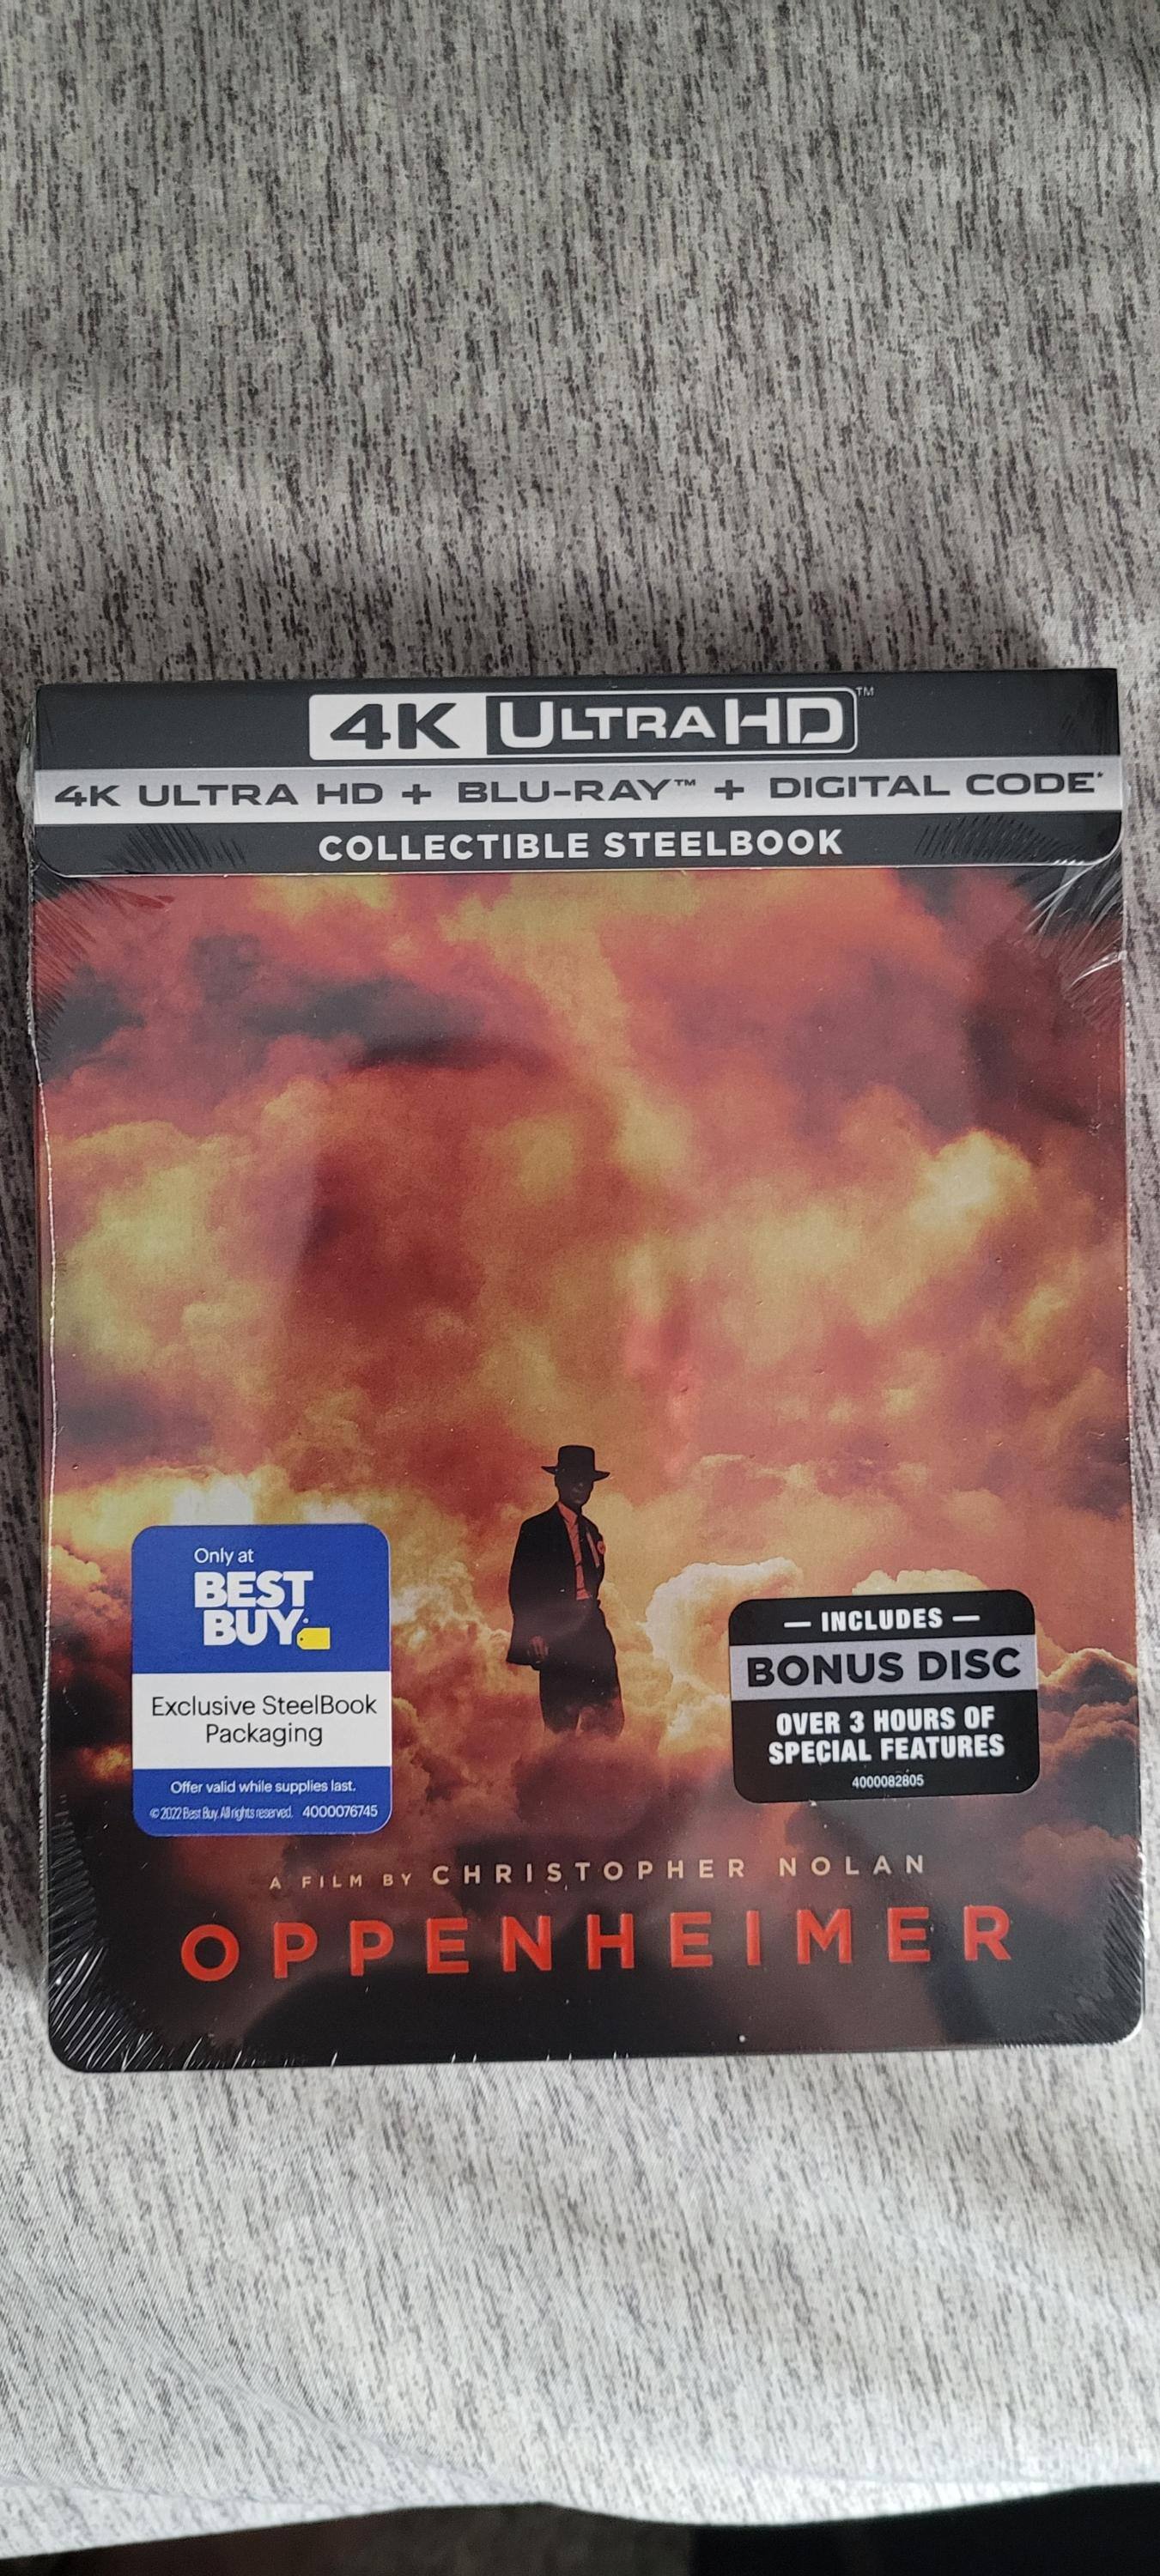 4K ULTRA HD™
4K ULTRA HD + BLU-RAY™ + DIGITAL CODE*
COLLECTIBLE STEELBOOK
Only at
BEST
BUY
Exclusive SteelBook
Packaging
Offer valid while supplies last.
© 2022 Best Buy. All rights reserved. 4000076745
— INCLUDES —
BONUS DISC
OVER 3 HOURS OF
SPECIAL FEATURES
4000082805
A FILM BY CHRISTOPHER NOLAN
OPPENHEIMER